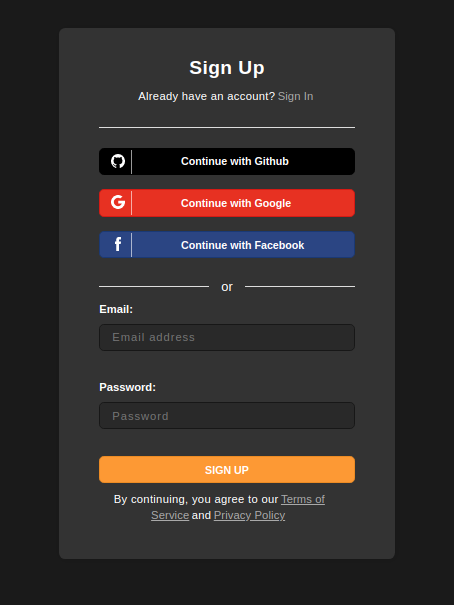 Sign Up
Already have an account? Sign In
Continue with Github
Continue with Google
Continue with Facebook
or
Email:
Email address
Password:
Password
SIGN UP
By continuing, you agree to our Terms of
Service and Privacy Policy